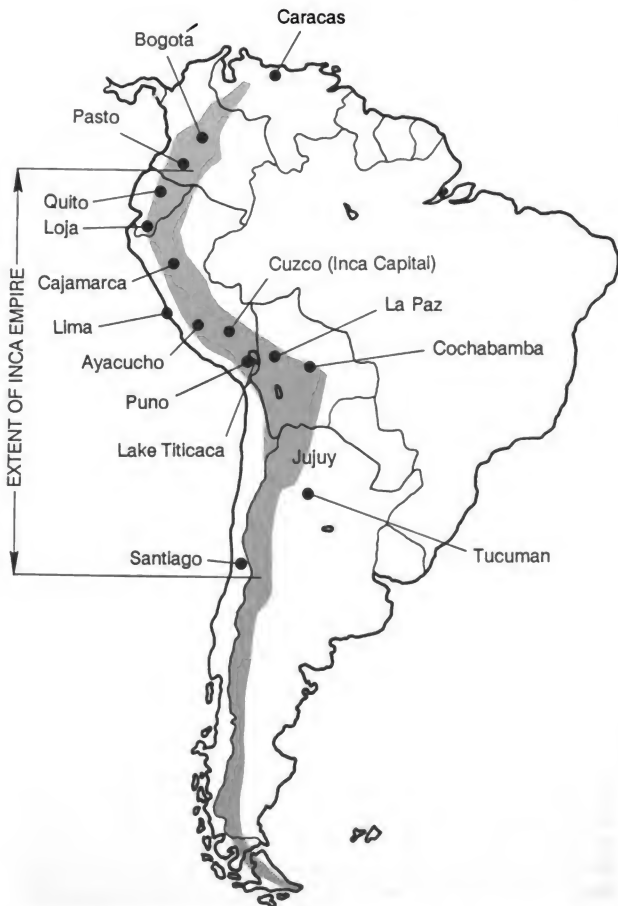 Caracas
Bogotá
Pasto
Quito
Loja
Cajamarca
Cuzco (Inca Capital)
Lima
La Paz
Ayacucho
Cochabamba
Puno
Lake Titicaca
Jujuy
Santiago
Tucuman
EXTENT OF INCA EMPIRE